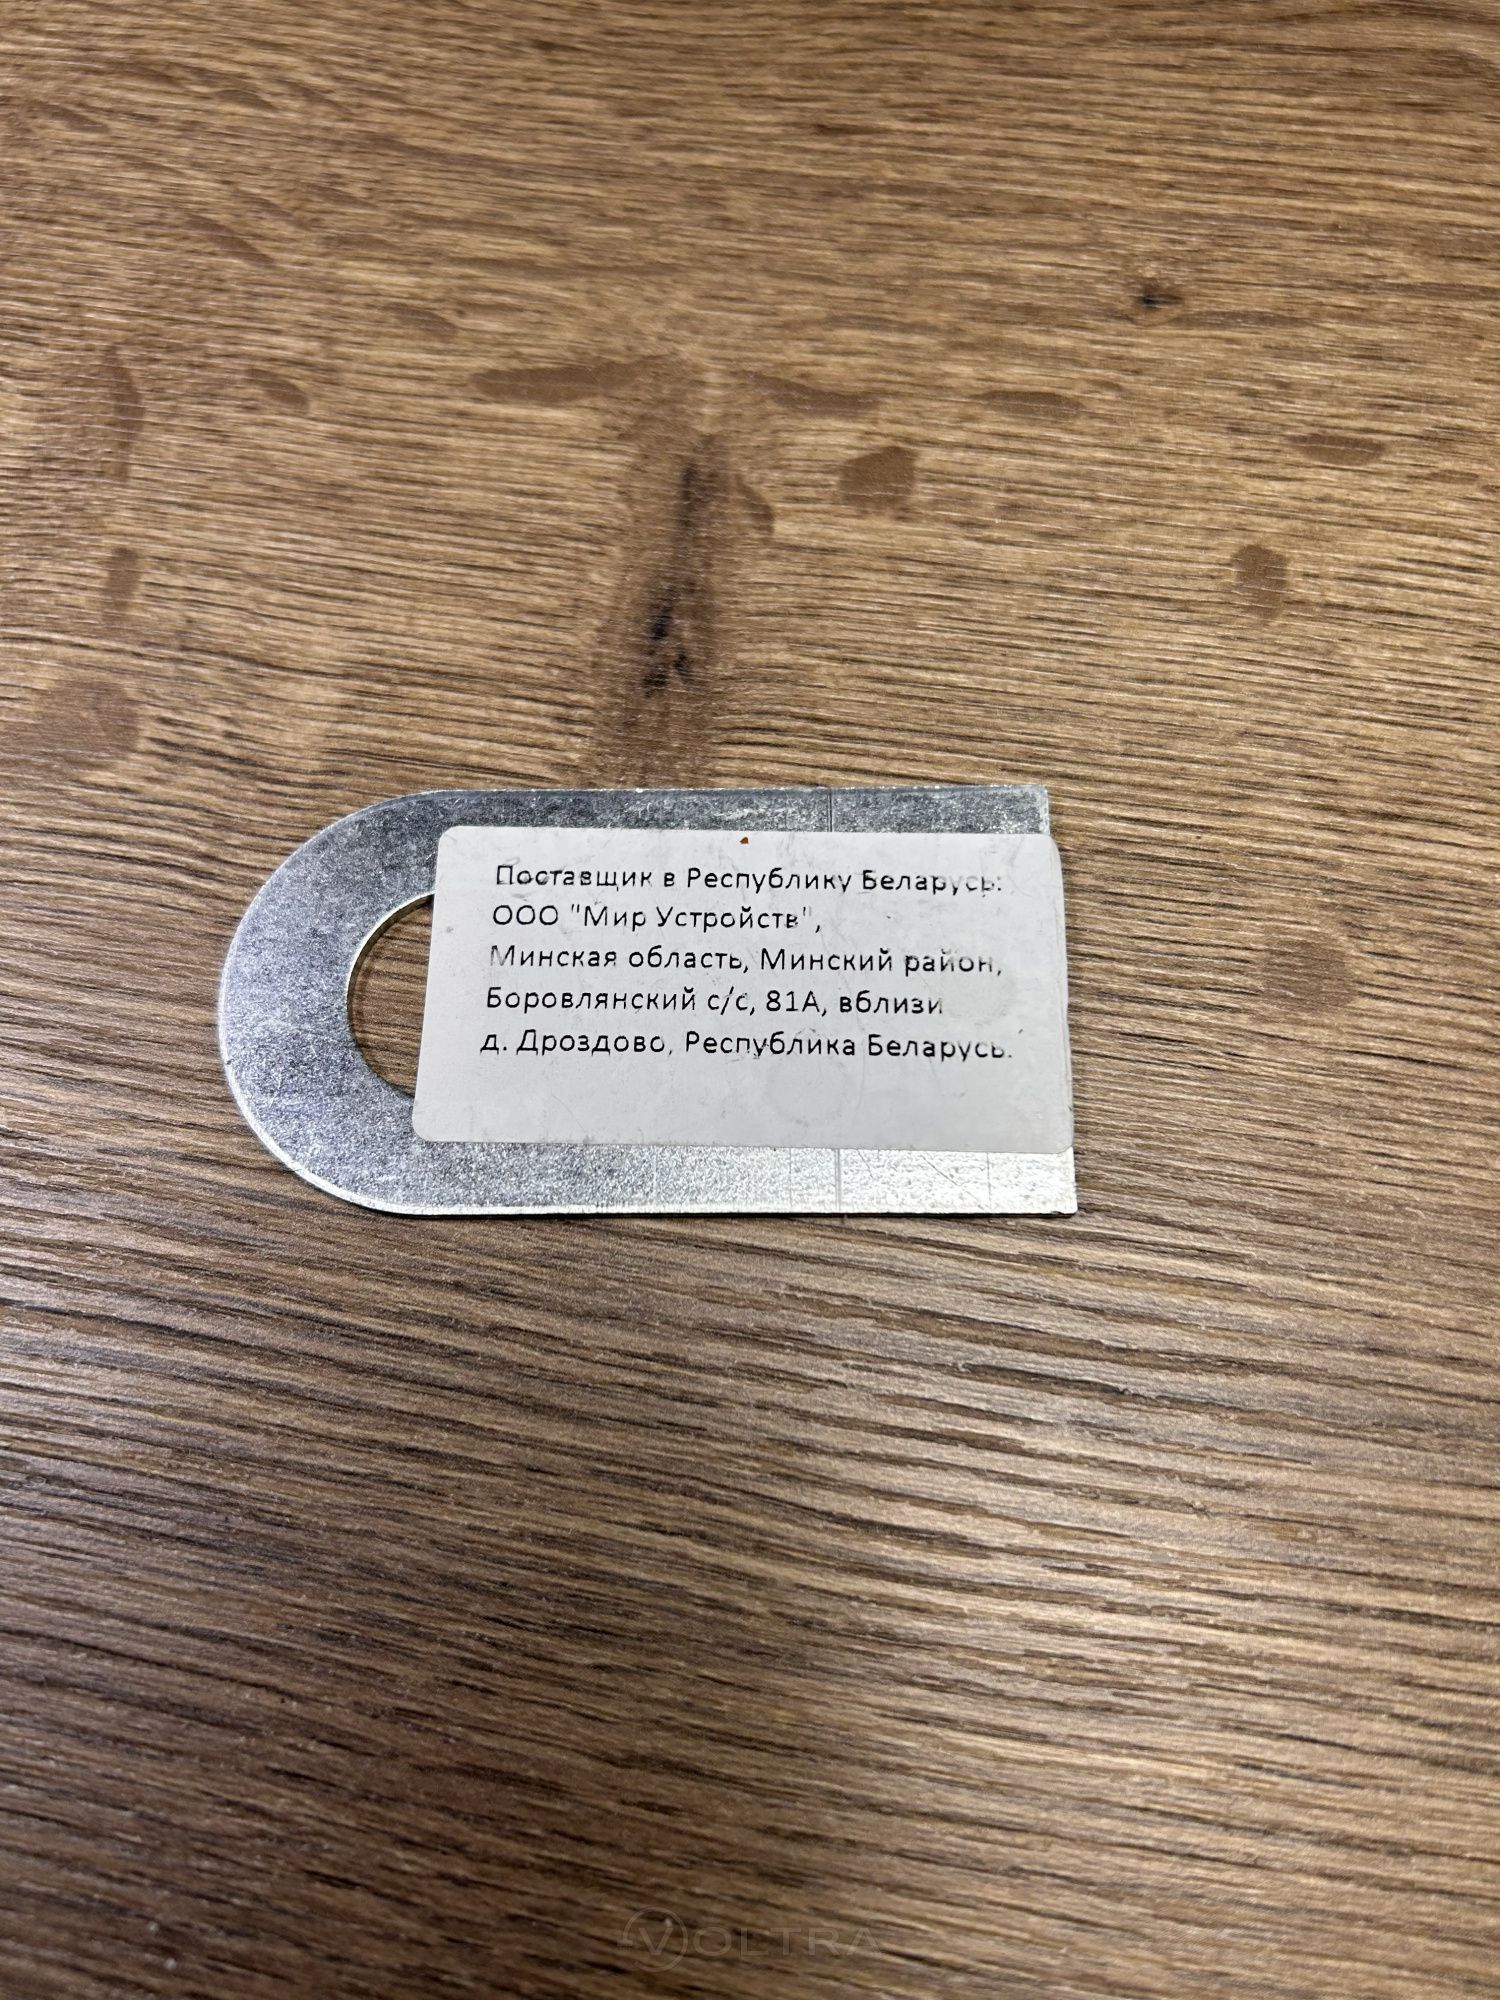 Поставщик в Республику Беларусь:
ООО "Мир Устройств",
Минская область, Минский район,
Боровлянский с/с, 81А, вблизи
д. Дроздово, Республика Беларусь.
VOLTRA